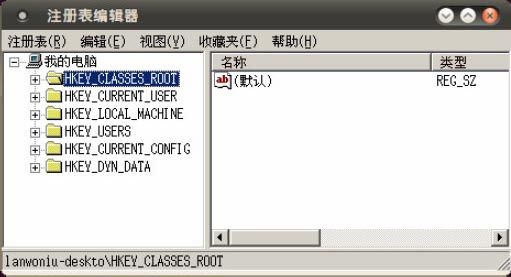 注册表编辑器
注册表(R) 编辑(E) 视图(V) 收藏夹(F) 帮助(H)
我的电脑
HKEY_CLASSES_ROOT
HKEY_CURRENT_USER
HKEY_LOCAL_MACHINE
HKEY_USERS
HKEY_CURRENT_CONFIG
HKEY_DYN_DATA
名称 类型
ab (默认) REG_SZ
lanwoniu-deskto\HKEY_CLASSES_ROOT